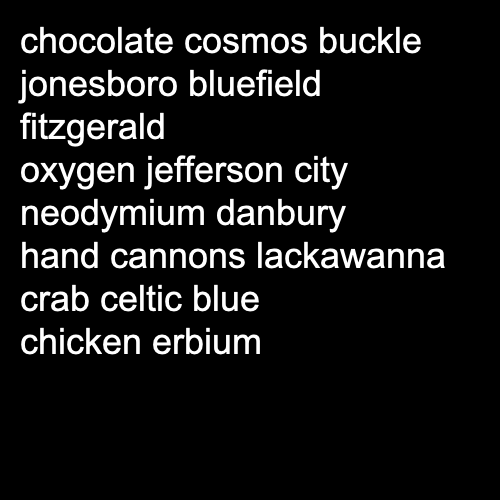 chocolate cosmos buckle
jonesboro bluefield
fitzgerald
oxygen jefferson city
neodymium danbury
hand cannons lackawanna
crab celtic blue
chicken erbium